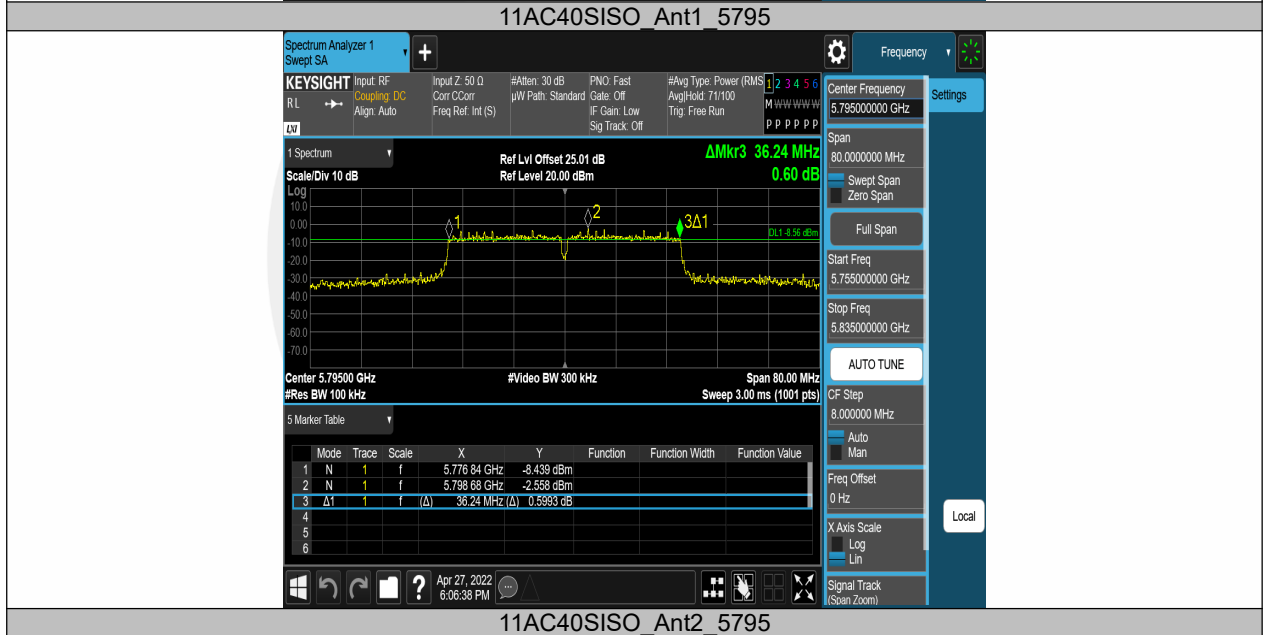 11AC40SISO_Ant1_5795
Spectrum Analyzer 1
Swept SA
+
Frequency
KEYSIGHT
RL
LXI
Input: RF
Coupling: DC
Align: Auto
Input Z: 50 Ω
Corr CCorr
Freq Ref: Int (S)
#Atten: 30 dB
µW Path: Standard
PNO: Fast
Gate: Off
IF Gain: Low
Sig Track: Off
#Avg Type: Power (RMS
Avg|Hold: 71/100
Trig: Free Run
1 2 3 4 5 6
M W W W W W
P P P P P P
Center Frequency
5.795000000 GHz
Settings
1 Spectrum
Scale/Div 10 dB
Ref Lvl Offset 25.01 dB
Ref Level 20.00 dBm
ΔMkr3 36.24 MHz
0.60 dB
Log
10.0
0.00
-10.0
-20.0
-30.0
-40.0
-50.0
-60.0
-70.0
1
2
3Δ1
DL1 -8.56 dBm
Center 5.79500 GHz
#Res BW 100 kHz
#Video BW 300 kHz
Span 80.00 MHz
Sweep 3.00 ms (1001 pts)
Span
80.0000000 MHz
Swept Span
Zero Span
Full Span
Start Freq
5.755000000 GHz
Stop Freq
5.835000000 GHz
AUTO TUNE
CF Step
8.000000 MHz
Auto
Man
Freq Offset
0 Hz
X Axis Scale
Log
Lin
Signal Track
(Span Zoom)
Local
5 Marker Table
Mode Trace Scale X Y Function Function Width Function Value
1 N 1 f 5.776 84 GHz -8.439 dBm
2 N 1 f 5.798 68 GHz -2.558 dBm
3 Δ1 1 f (Δ) 36.24 MHz (Δ) 0.5993 dB
4
5
6
?
Apr 27, 2022
6:06:38 PM
11AC40SISO_Ant2_5795